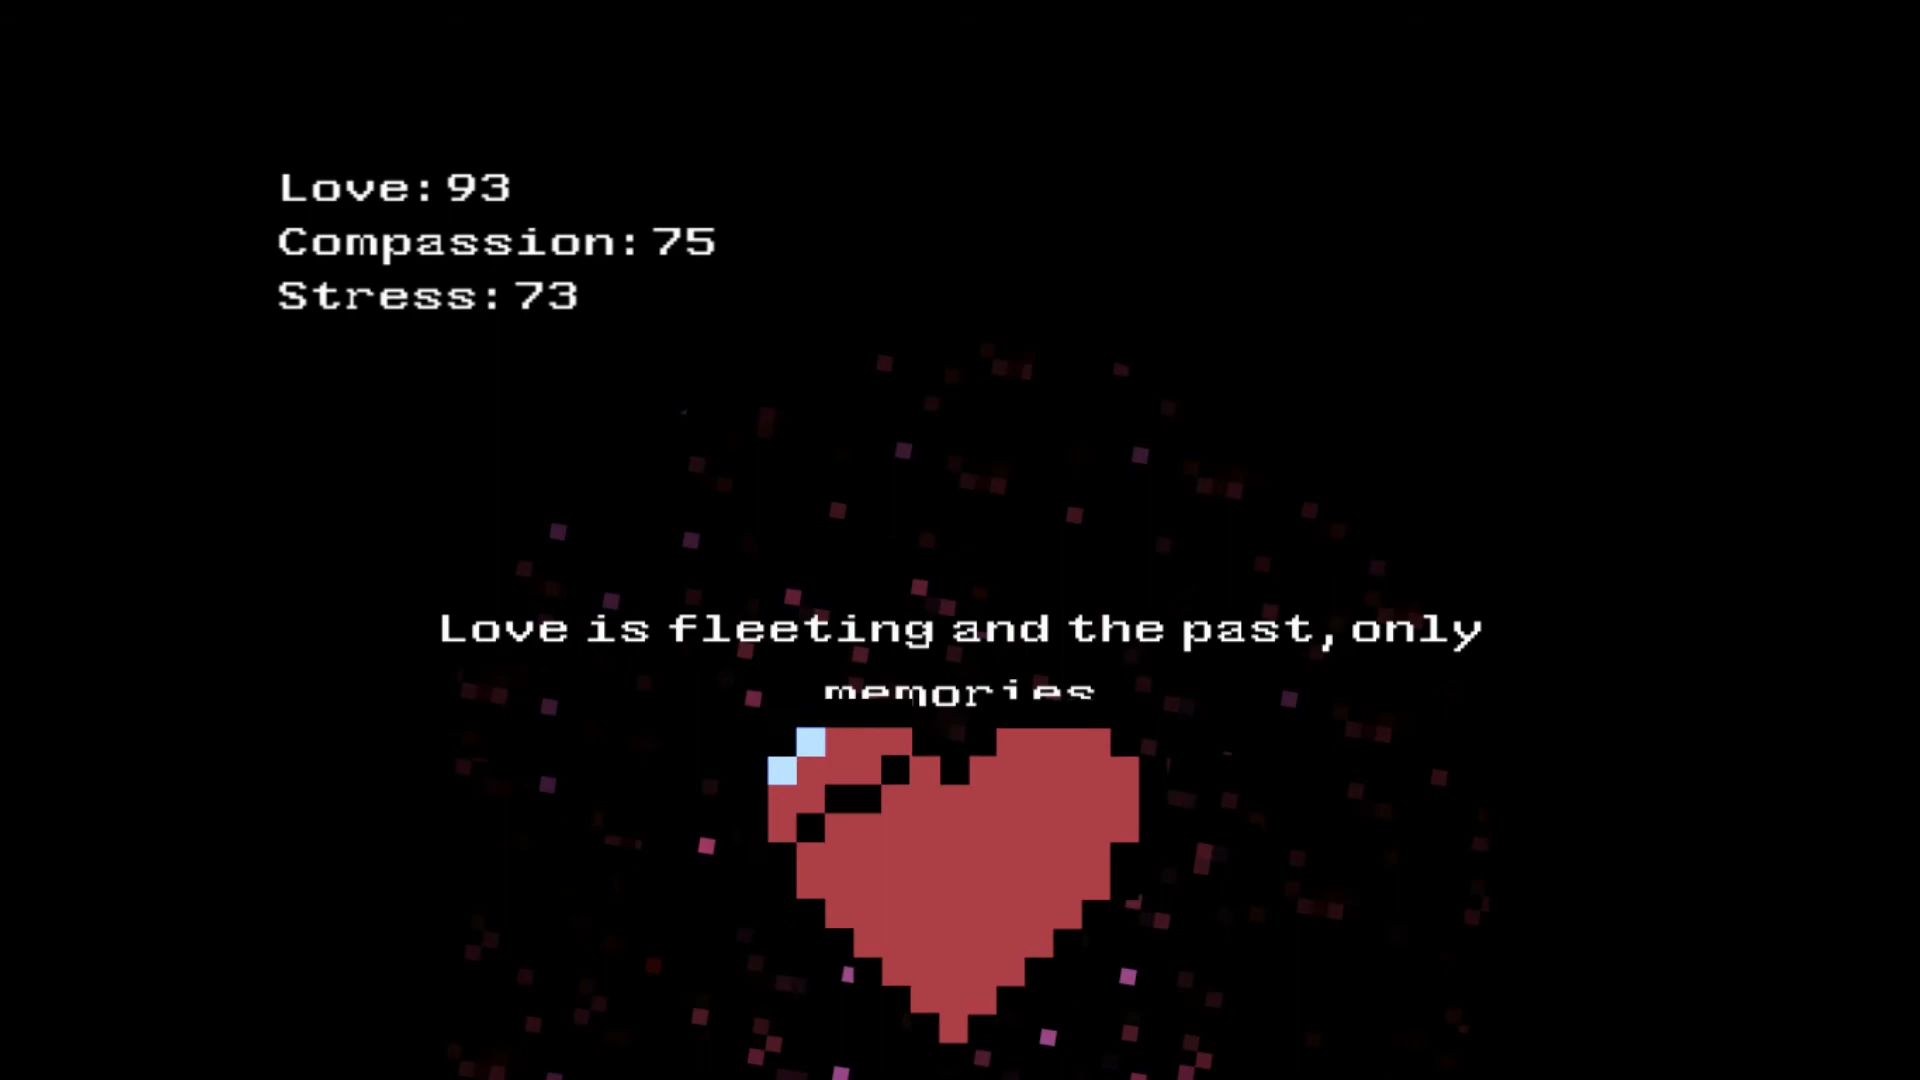 Love:93
Compassion:75
Stress:73
Love is fleeting and the past,only
memories